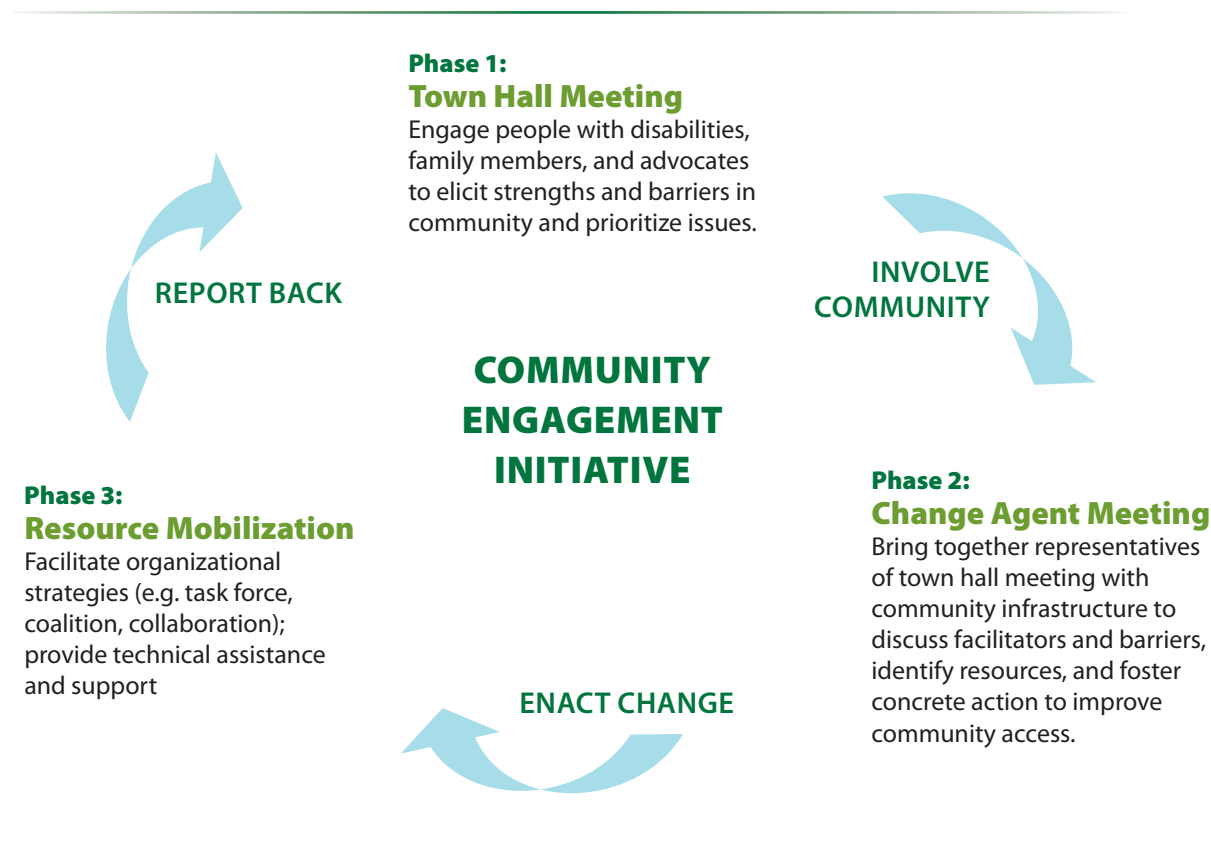 Phase 1:
Town Hall Meeting
Engage people with disabilities,
family members, and advocates
to elicit strengths and barriers in
community and prioritize issues.
INVOLVE
COMMUNITY
REPORT BACK
COMMUNITY
ENGAGEMENT
INITIATIVE
Phase 2:
Change Agent Meeting
Bring together representatives
of town hall meeting with
community infrastructure to
discuss facilitators and barriers,
identify resources, and foster
concrete action to improve
community access.
Phase 3:
Resource Mobilization
Facilitate organizational
strategies (e.g. task force,
coalition, collaboration);
provide technical assistance
and support
ENACT CHANGE